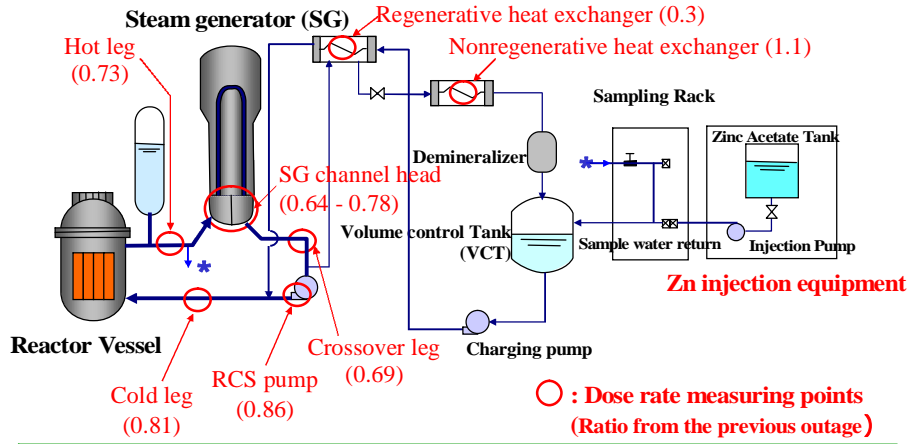 Steam generator (SG)
Regenerative heat exchanger (0.3)
Hot leg
(0.73)
Nonregenerative heat exchanger (1.1)
Sampling Rack
Zinc Acetate Tank
Demineralizer
*
SG channel head
(0.64 - 0.78)
Volume control Tank
(VCT)
Sample water return
Injection Pump
*
Zn injection equipment
Reactor Vessel
Charging pump
Crossover leg
(0.69)
RCS pump
(0.86)
Cold leg
(0.81)
: Dose rate measuring points
(Ratio from the previous outage)